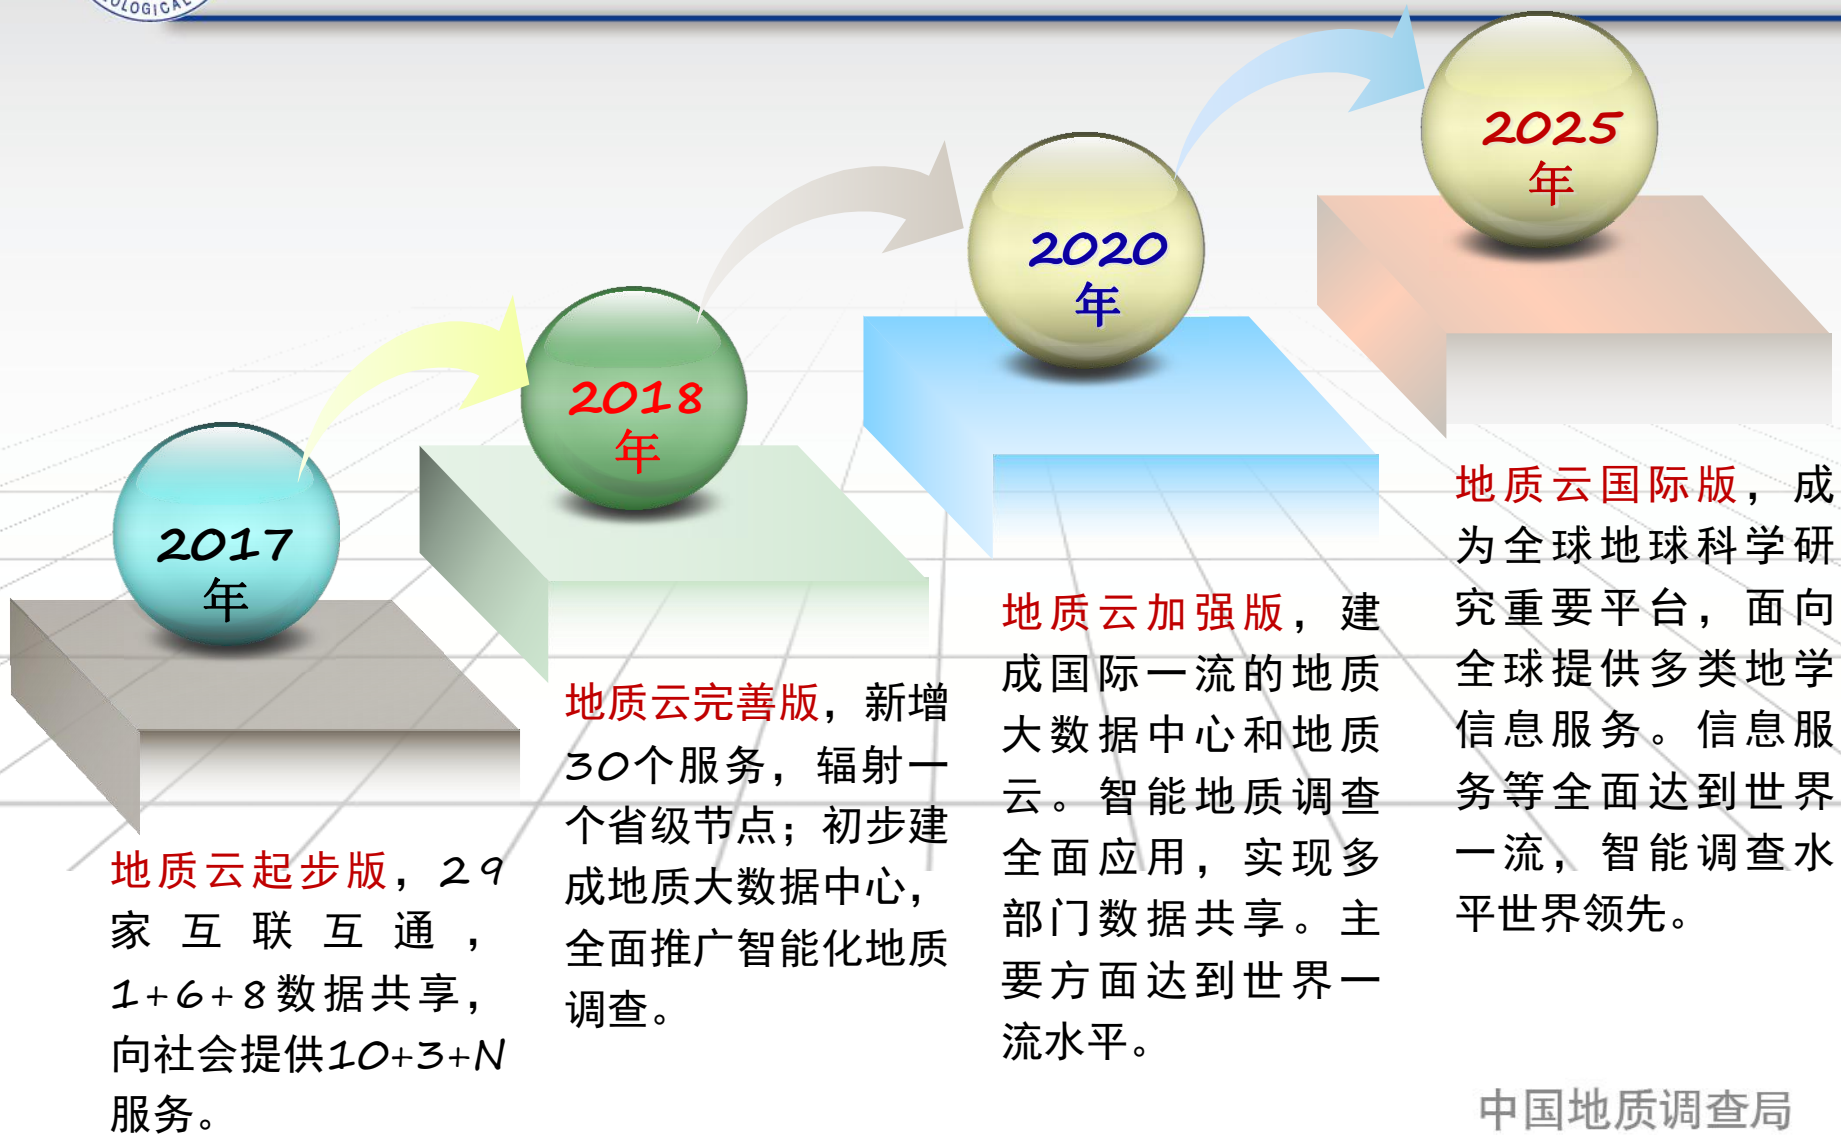 OLOGICAL
2017
年
地质云起步版，29
家互联互通，
1+6+8数据共享，
向社会提供10+3+N
服务。
2018
年
地质云完善版，新增
30个服务，辐射一
个省级节点；初步建
成地质大数据中心，
全面推广智能化地质
调查。
2020
年
地质云加强版，建
成国际一流的地质
大数据中心和地质
云。智能地质调查
全面应用，实现多
部门数据共享。主
要方面达到世界一
流水平。
2025
年
地质云国际版，成
为全球地球科学研
究重要平台，面向
全球提供多类地学
信息服务。信息服
务等全面达到世界
一流，智能调查水
平世界领先。
中国地质调查局